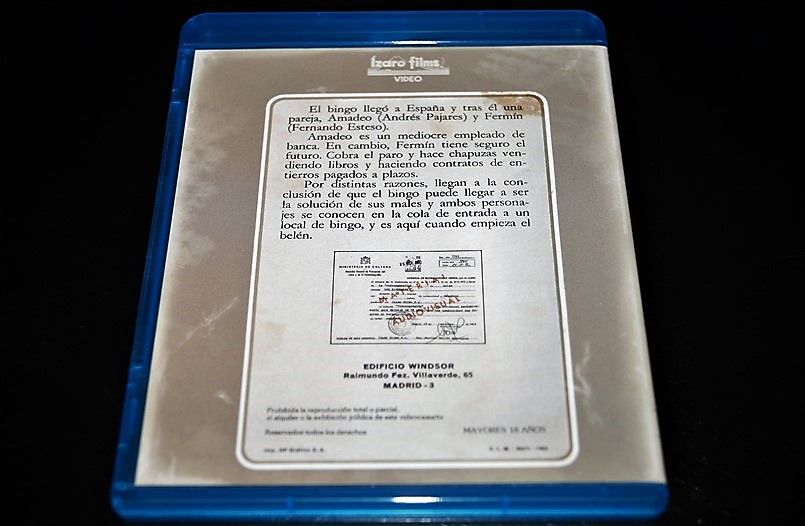 Izaro films
VIDEO
El bingo llegó a España y tras él una
pareja, Amadeo (Andrés Pajares) y Fermín
(Fernando Esteso).
Amadeo es un mediocre empleado de
banca. En cambio, Fermín tiene seguro el
futuro. Cobra el paro y hace chapuzas ven-
diendo libros y haciendo contratos de en-
tierros pagados a plazos.
Por distintas razones, llegan a la con-
clusión de que el bingo puede llegar a ser
la solución de sus males y ambos persona-
jes se conocen en la cola de entrada a un
local de bingo, y es aquí cuando empieza el
belén.
MINISTERIO DE CULTURA
MATERIAL
AUDIOVISUAL
EDIFICIO WINDSOR
Raimundo Fez. Villaverde, 65
MADRID - 3
Prohibida la reproducción total o parcial,
el alquiler o la exhibición pública de este videocassette
Reservados todos los derechos
MAYORES 18 AÑOS